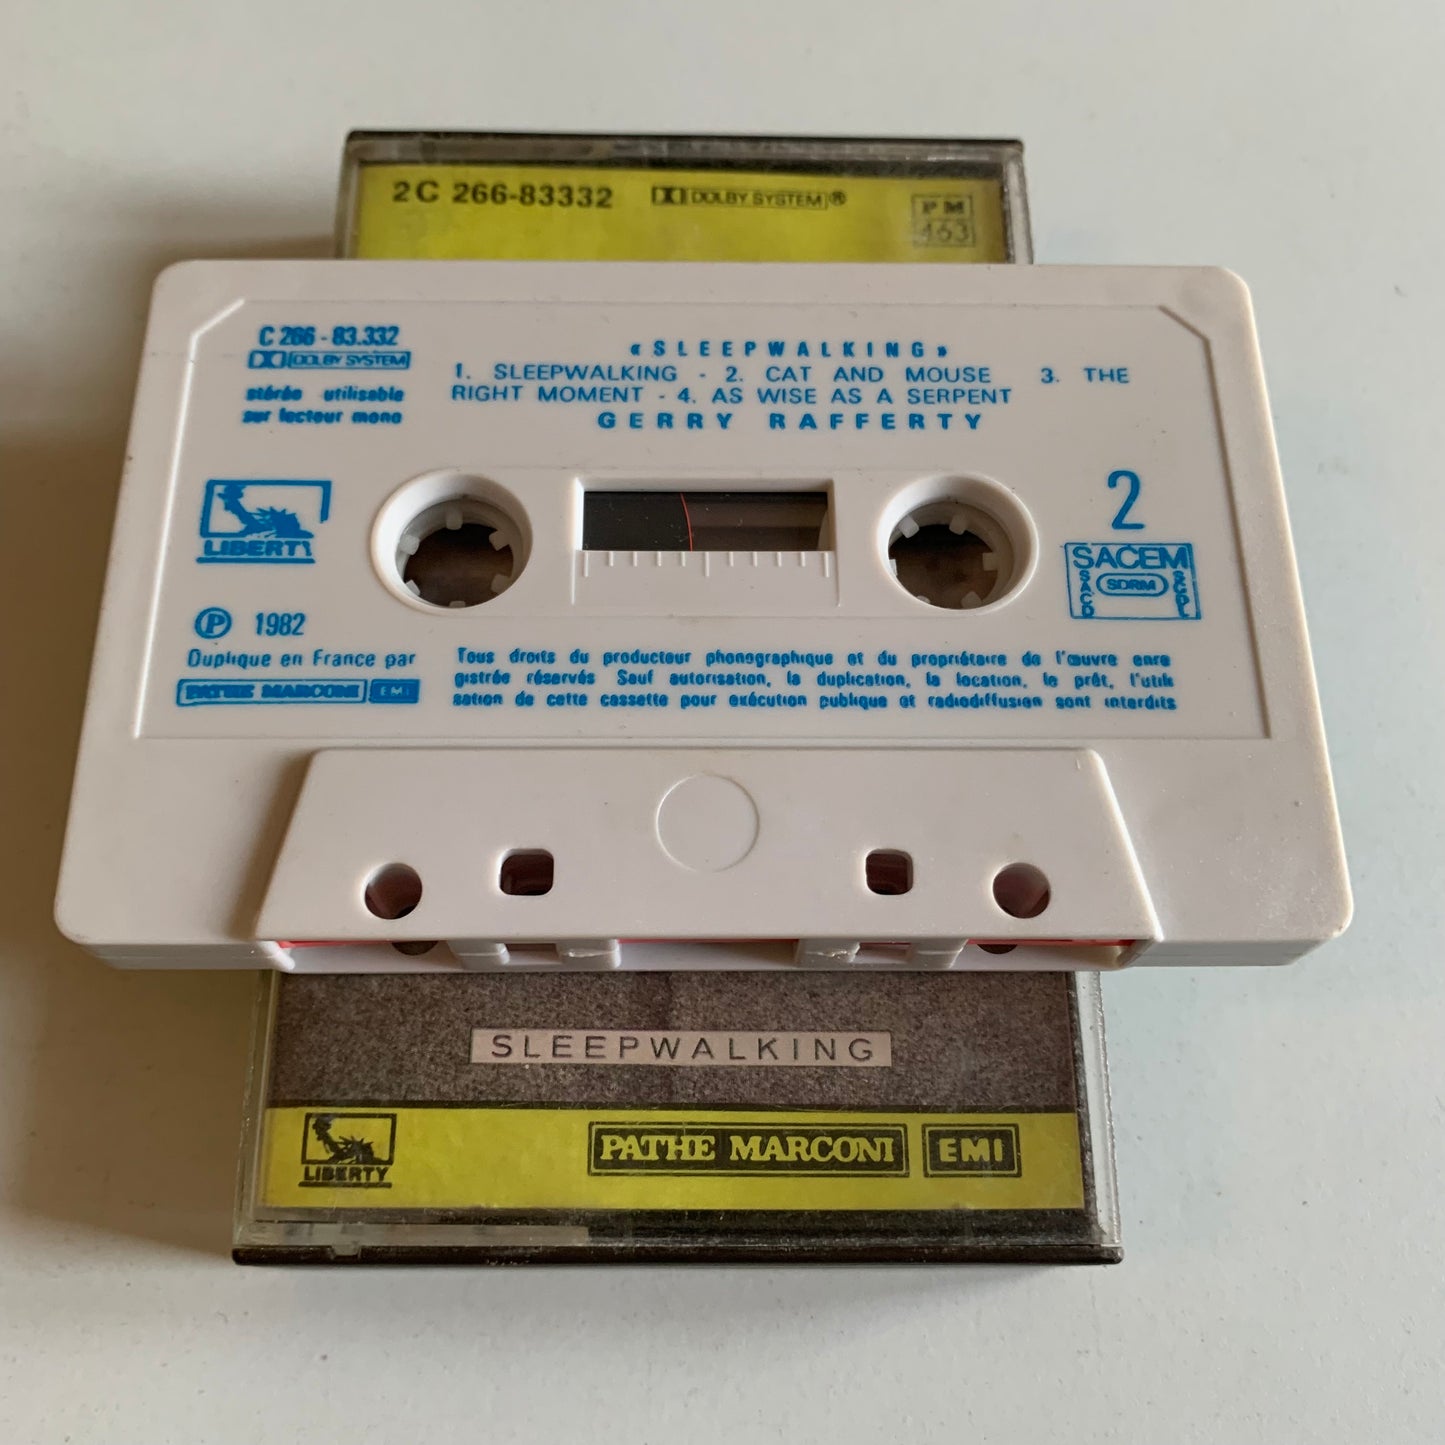 2C 266-83332 DOLBY SYSTEM®
PM
463
C 266 - 83.332
DOLBY SYSTEM
stéréo utilisable
sur lecteur mono
«SLEEPWALKING»
1. SLEEPWALKING - 2. CAT AND MOUSE 3. THE
RIGHT MOMENT - 4. AS WISE AS A SERPENT
GERRY RAFFERTY
LIBERTY
2
SACEM
SACD
SDRM
SCPL
Ⓟ 1982
Duplique en France par
PATHE MARCONI EMI
Tous droits du producteur phonographique et du propriétaire de l'œuvre enre
gistrée réservés Sauf autorisation, la duplication, la location, le prêt, l'utili
sation de cette cassette pour exécution publique et radiodiffusion sont interdits
SLEEPWALKING
LIBERTY
PATHE MARCONI EMI